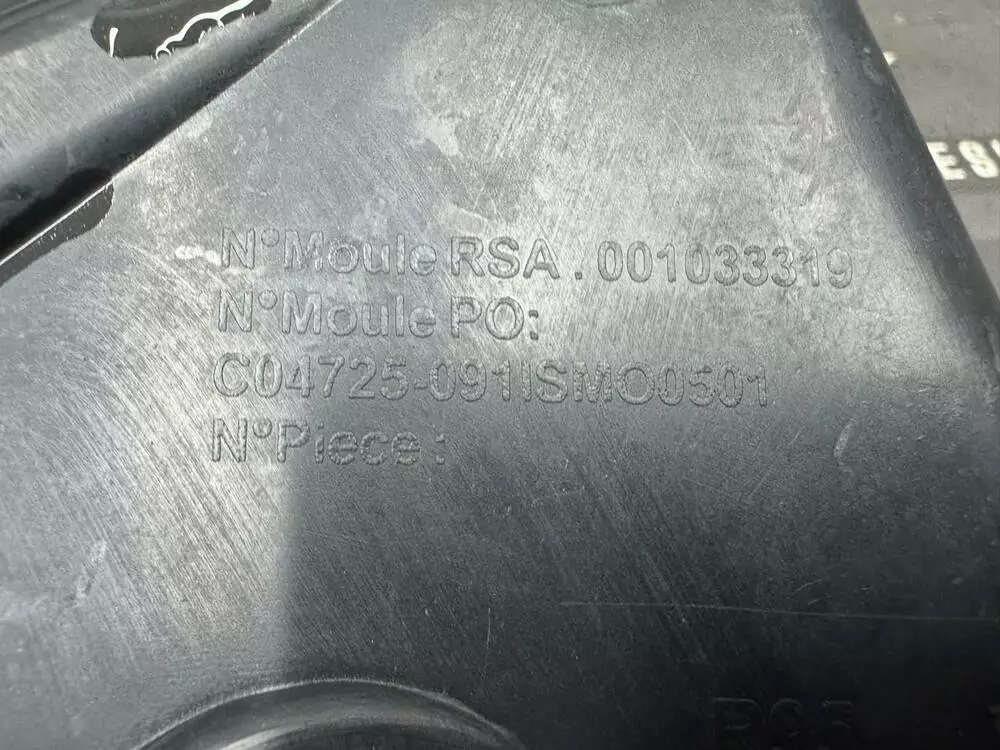 N°Moule RSA . 001033319
N°Moule PO:
C04725-091ISMO0501
N°Piece :